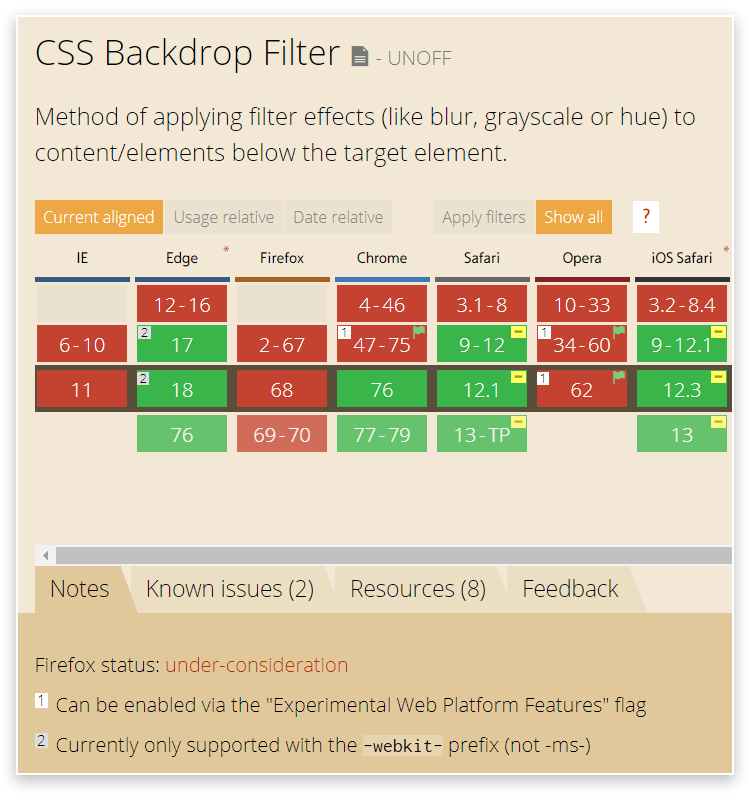 CSS Backdrop Filter - UNOFF
Method of applying filter effects (like blur, grayscale or hue) to
content/elements below the target element.
Current aligned Usage relative Date relative Apply filters Show all ?
IE Edge * Firefox Chrome Safari Opera iOS Safari *
12-16 4-46 3.1-8 10-33 3.2-8.4
6-10 2 17 2-67 1 47-75 9-12 1 34-60 9-12.1
11 2 18 68 76 12.1 1 62 12.3
76 69-70 77-79 13-TP 13
Notes Known issues (2) Resources (8) Feedback
Firefox status: under-consideration
1 Can be enabled via the "Experimental Web Platform Features" flag
2 Currently only supported with the -webkit- prefix (not -ms-)